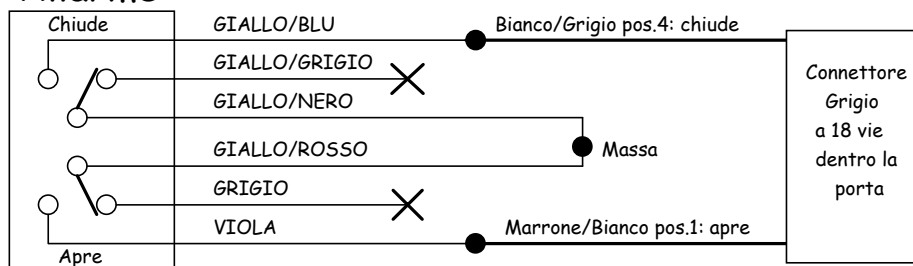 Chiude
GIALLO/BLU
Bianco/Grigio pos.4: chiude
GIALLO/GRIGIO
GIALLO/NERO
GIALLO/ROSSO
Massa
GRIGIO
VIOLA
Marrone/Bianco pos.1: apre
Apre
Connettore
Grigio
a 18 vie
dentro la
porta